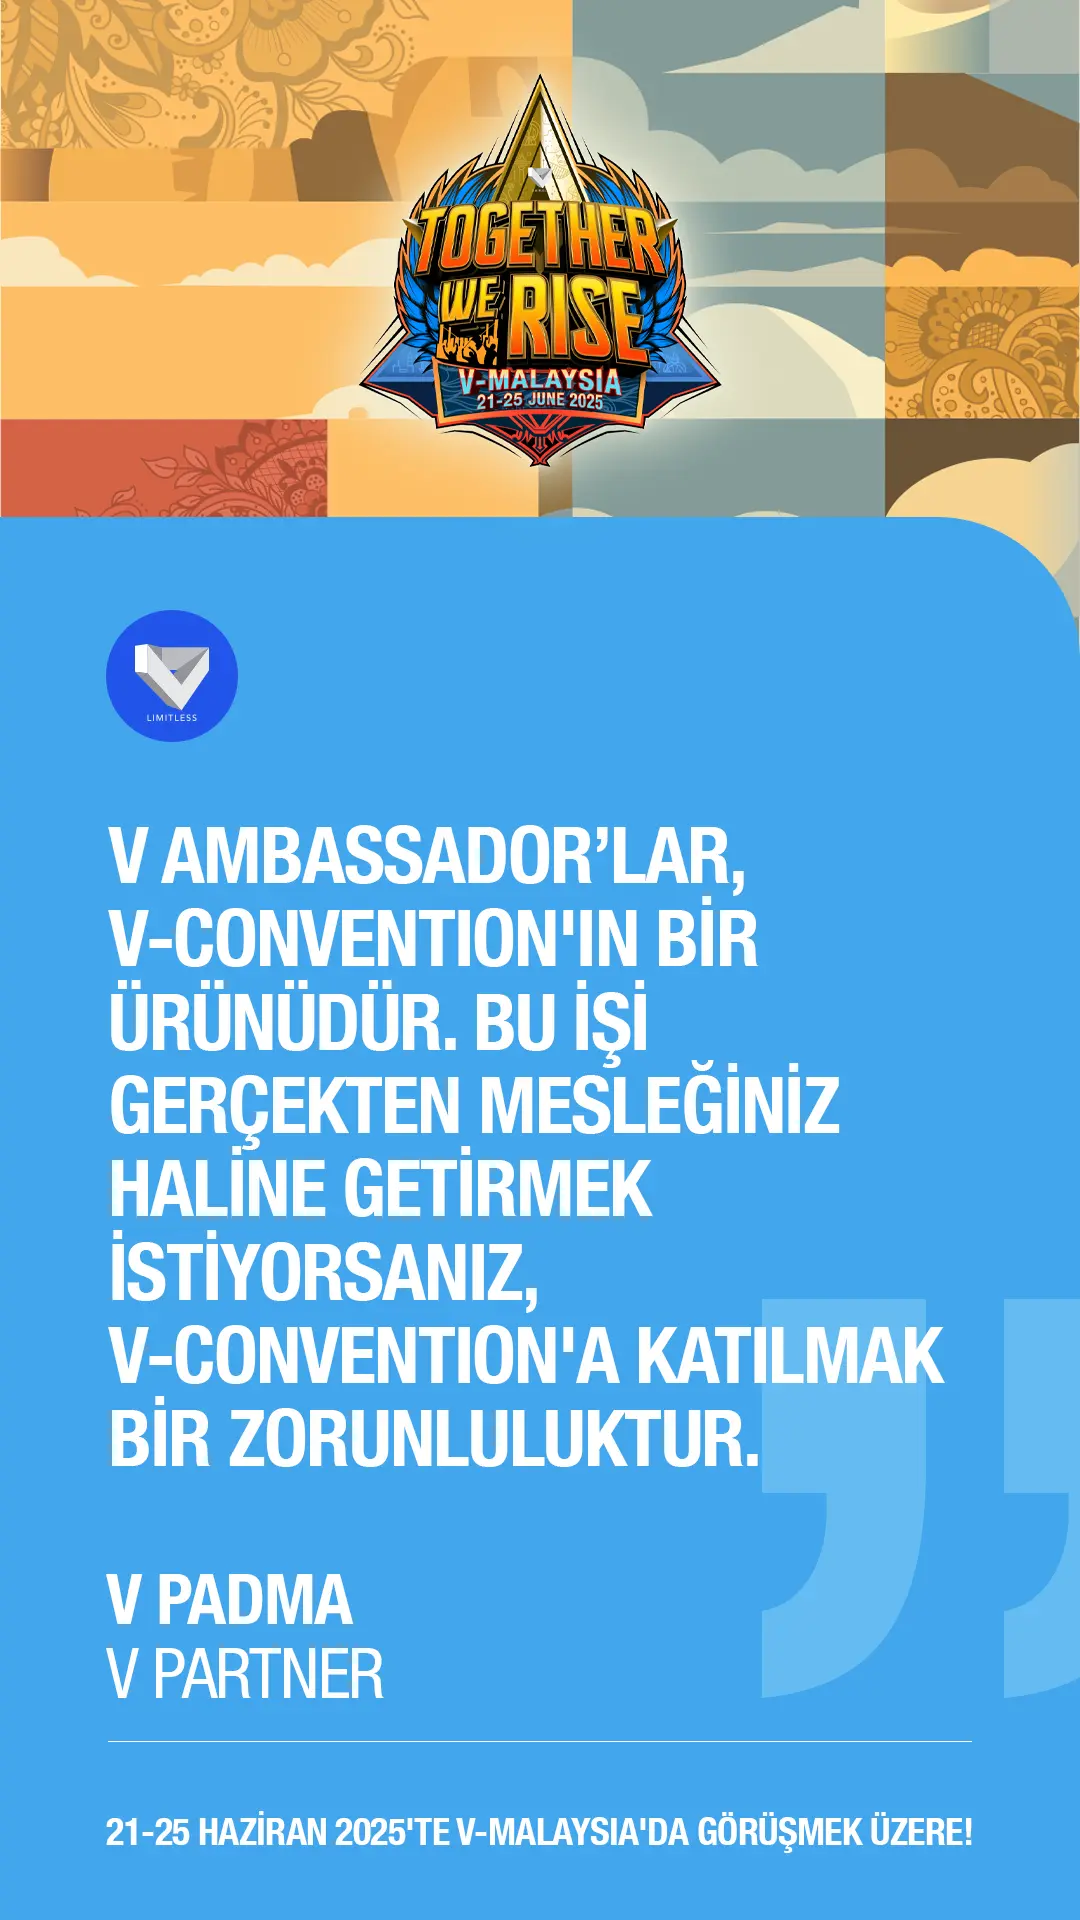 TOGETHER
WE RISE
V-MALAYSIA
21-25 JUNE 2025
LIMITLESS
V AMBASSADOR’LAR,
V-CONVENTION'IN BİR
ÜRÜNÜDÜR. BU İŞİ
GERÇEKTEN MESLEĞİNİZ
HALİNE GETİRMEK
İSTİYORSANIZ,
V-CONVENTION'A KATILMAK
BİR ZORUNLULUKTUR.
V PADMA
V PARTNER
21-25 HAZİRAN 2025'TE V-MALAYSIA'DA GÖRÜŞMEK ÜZERE!